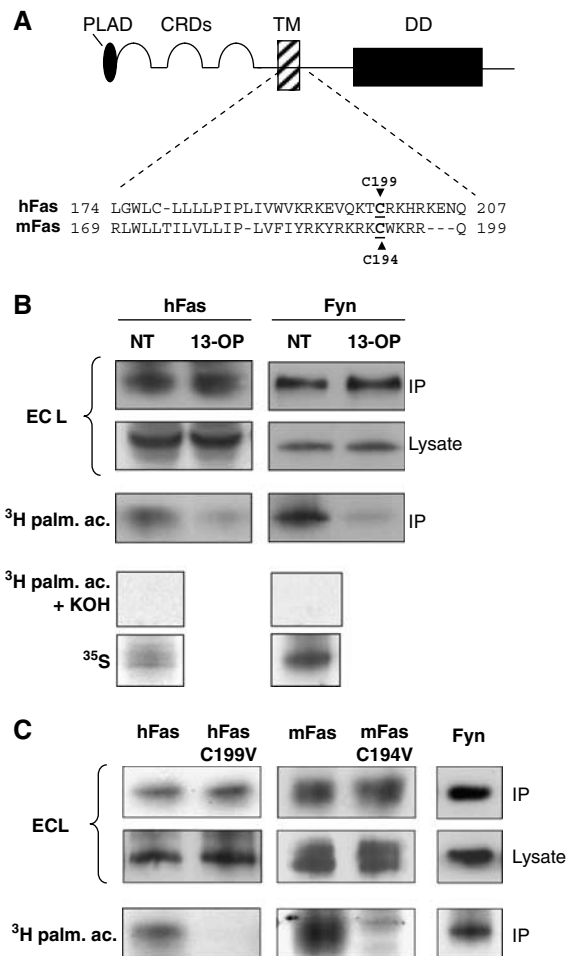 A
PLAD CRDs TM DD
C199
hFas 174 LGWLC-LLLLPIPLIVWVKRKEVQKTCRKHRKENQ 207
mFas 169 RLWLLTILVLLIP-LVFIYRKYRKRKCWKRR---Q 199
C194
B
hFas Fyn
NT 13-OP NT 13-OP
IP
EC L
Lysate
³H palm. ac. IP
³H palm. ac.
+ KOH
³⁵S
C
hFas hFas C199V mFas mFas C194V Fyn
IP
ECL
Lysate
³H palm. ac. IP